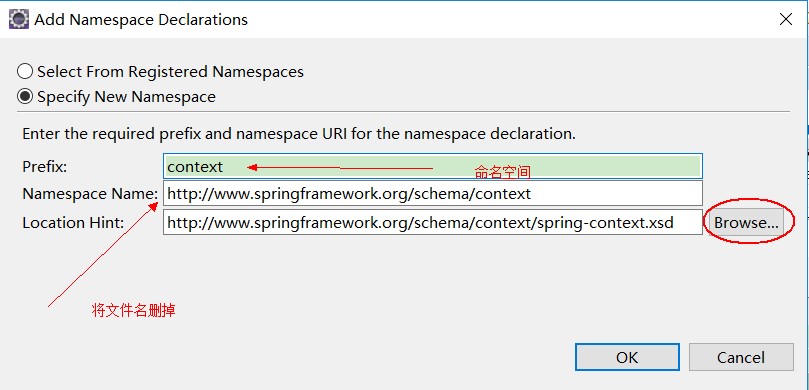 Add Namespace Declarations
Select From Registered Namespaces
Specify New Namespace
Enter the required prefix and namespace URI for the namespace declaration.
Prefix: context 命名空间
Namespace Name: http://www.springframework.org/schema/context
Location Hint: http://www.springframework.org/schema/context/spring-context.xsd Browse...
将文件名删掉
OK Cancel